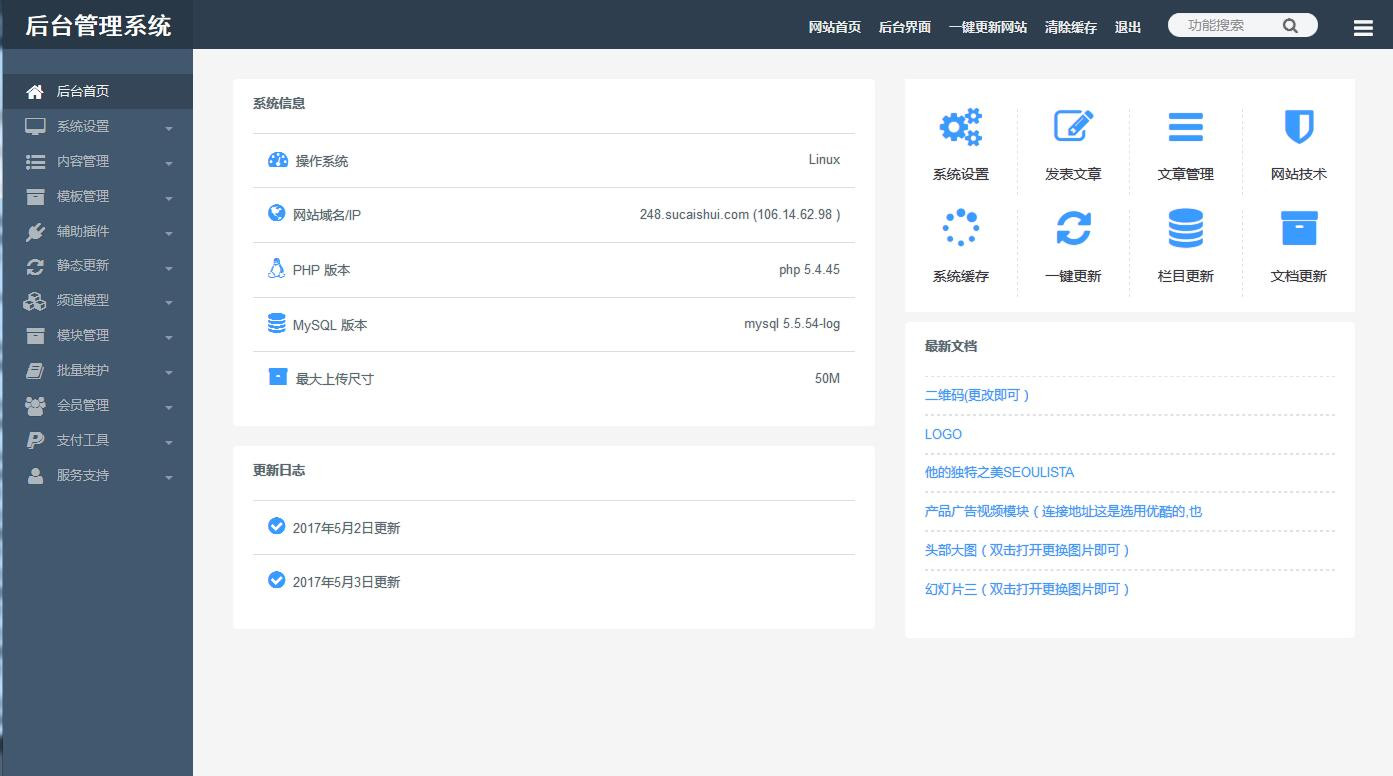 后台管理系统
网站首页 后台界面 一键更新网站 清除缓存 退出 功能搜索
后台首页
系统设置
内容管理
模板管理
辅助插件
静态更新
频道模型
模块管理
批量维护
会员管理
支付工具
服务支持
系统信息
操作系统 Linux
网站域名/IP 248.sucaishui.com (106.14.62.98 )
PHP 版本 php 5.4.45
MySQL 版本 mysql 5.5.54-log
最大上传尺寸 50M
更新日志
2017年5月2日更新
2017年5月3日更新
系统设置 发表文章 文章管理 网站技术
系统缓存 一键更新 栏目更新 文档更新
最新文档
二维码(更改即可 )
LOGO
他的独特之美SEOULISTA
产品广告视频模块（连接地址这是选用优酷的,也
头部大图（双击打开更换图片即可）
幻灯片三（双击打开更换图片即可）